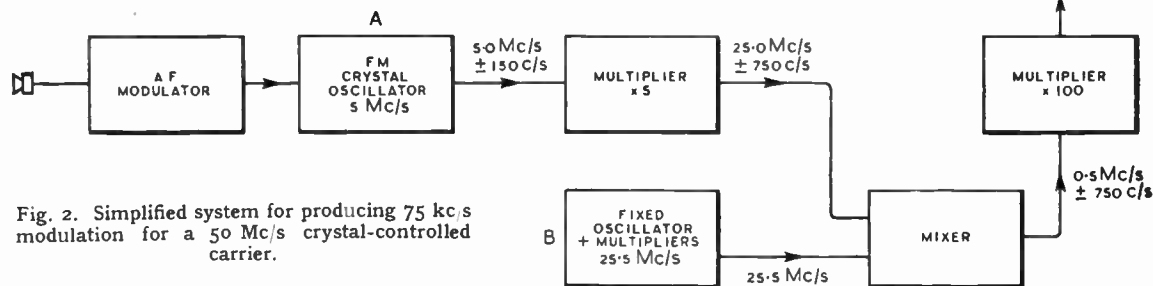 A
A F
MODULATOR
FM
CRYSTAL
OSCILLATOR
5 Mc/s
5·0 Mc/s
± 150 C/s
MULTIPLIER
× 5
25·0 Mc/s
± 750 C/s
MULTIPLIER
× 100
0·5 Mc/s
± 750 C/s
Fig. 2. Simplified system for producing 75 kc/s
modulation for a 50 Mc/s crystal-controlled
carrier.
B
FIXED
OSCILLATOR
+ MULTIPLIERS
25·5 Mc/s
25·5 Mc/s
MIXER